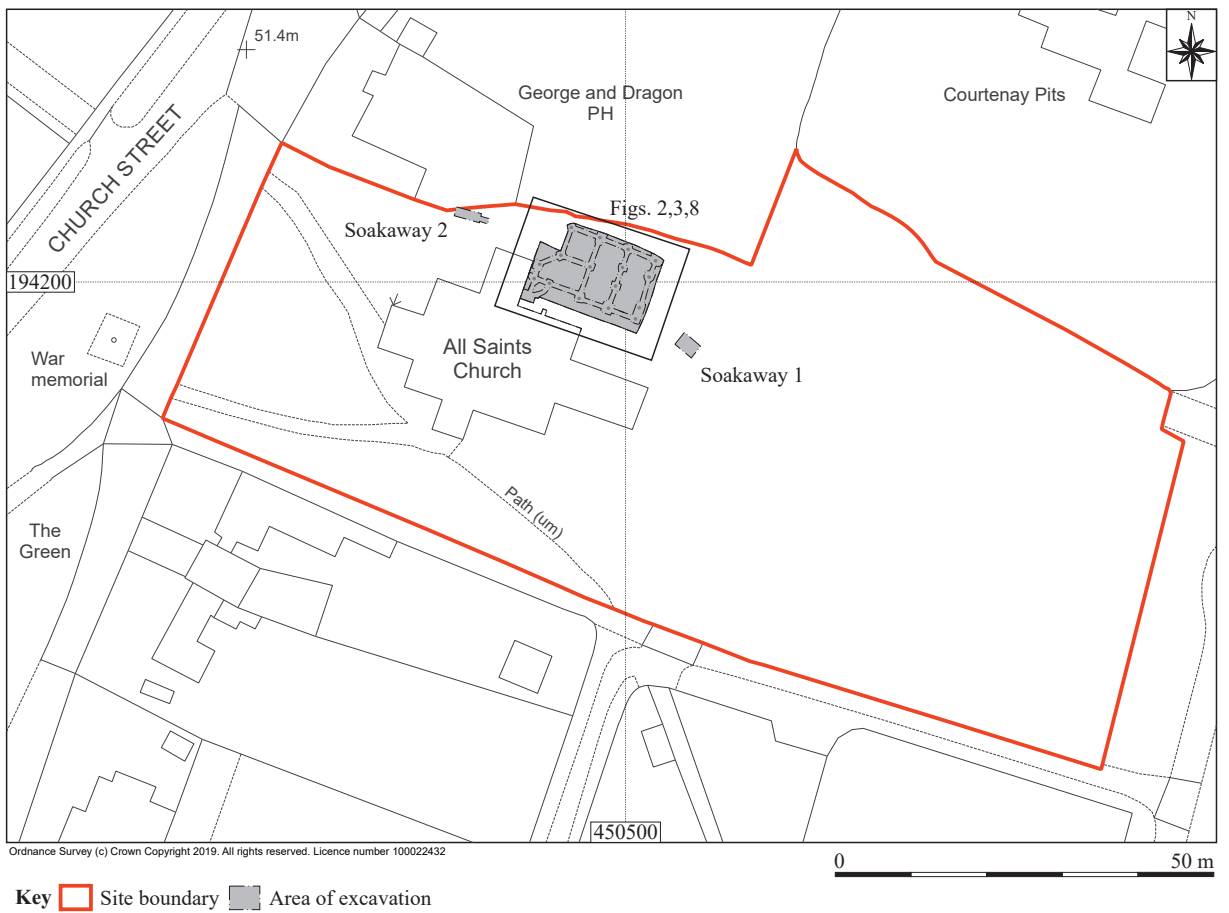 N
51.4m
George and Dragon
PH
Courtenay Pits
CHURCH STREET
Figs. 2,3,8
Soakaway 2
194200
War
memorial
All Saints
Church
Soakaway 1
Path (um)
The
Green
450500
Ordnance Survey (c) Crown Copyright 2019. All rights reserved. Licence number 100022432
0 50 m
Key Site boundary Area of excavation